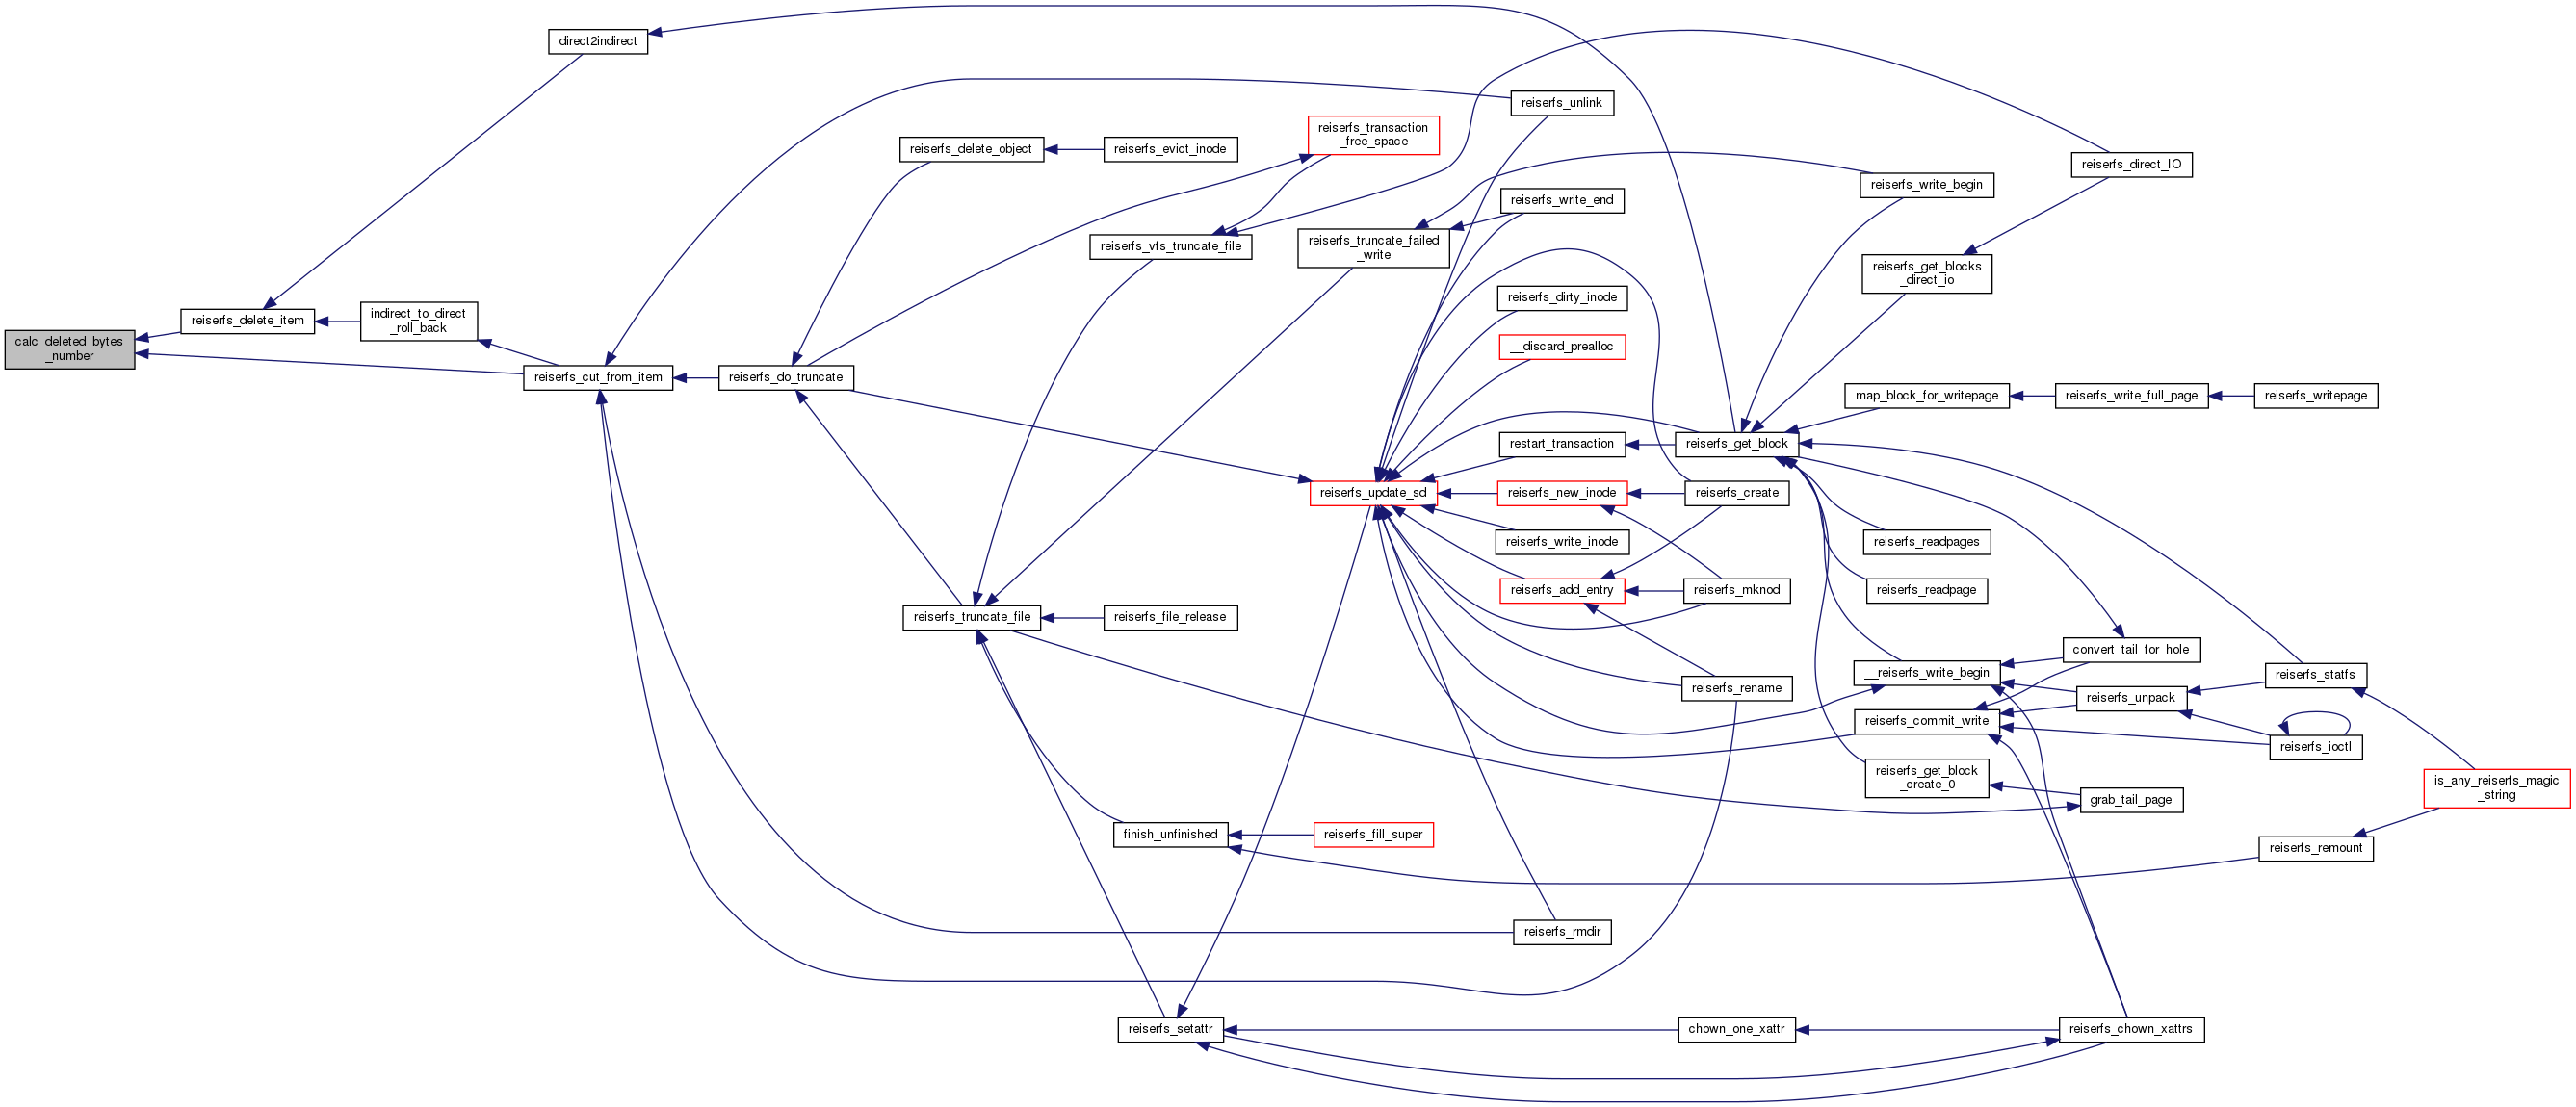 calc_deleted_bytes
_number
reiserfs_delete_item
direct2indirect
indirect_to_direct
_roll_back
reiserfs_cut_from_item
reiserfs_do_truncate
reiserfs_delete_object
reiserfs_evict_inode
reiserfs_transaction
_free_space
reiserfs_vfs_truncate_file
reiserfs_truncate_failed
_write
reiserfs_truncate_file
reiserfs_file_release
finish_unfinished
reiserfs_fill_super
reiserfs_setattr
reiserfs_update_sd
reiserfs_unlink
reiserfs_write_end
reiserfs_dirty_inode
__discard_prealloc
restart_transaction
reiserfs_new_inode
reiserfs_write_inode
reiserfs_add_entry
reiserfs_rmdir
reiserfs_get_block
reiserfs_create
reiserfs_mknod
reiserfs_rename
chown_one_xattr
reiserfs_direct_IO
reiserfs_write_begin
reiserfs_get_blocks
_direct_io
map_block_for_writepage
reiserfs_write_full_page
reiserfs_writepage
reiserfs_readpages
reiserfs_readpage
__reiserfs_write_begin
convert_tail_for_hole
reiserfs_commit_write
reiserfs_unpack
reiserfs_statfs
reiserfs_ioctl
reiserfs_get_block
_create_0
grab_tail_page
is_any_reiserfs_magic
_string
reiserfs_remount
reiserfs_chown_xattrs